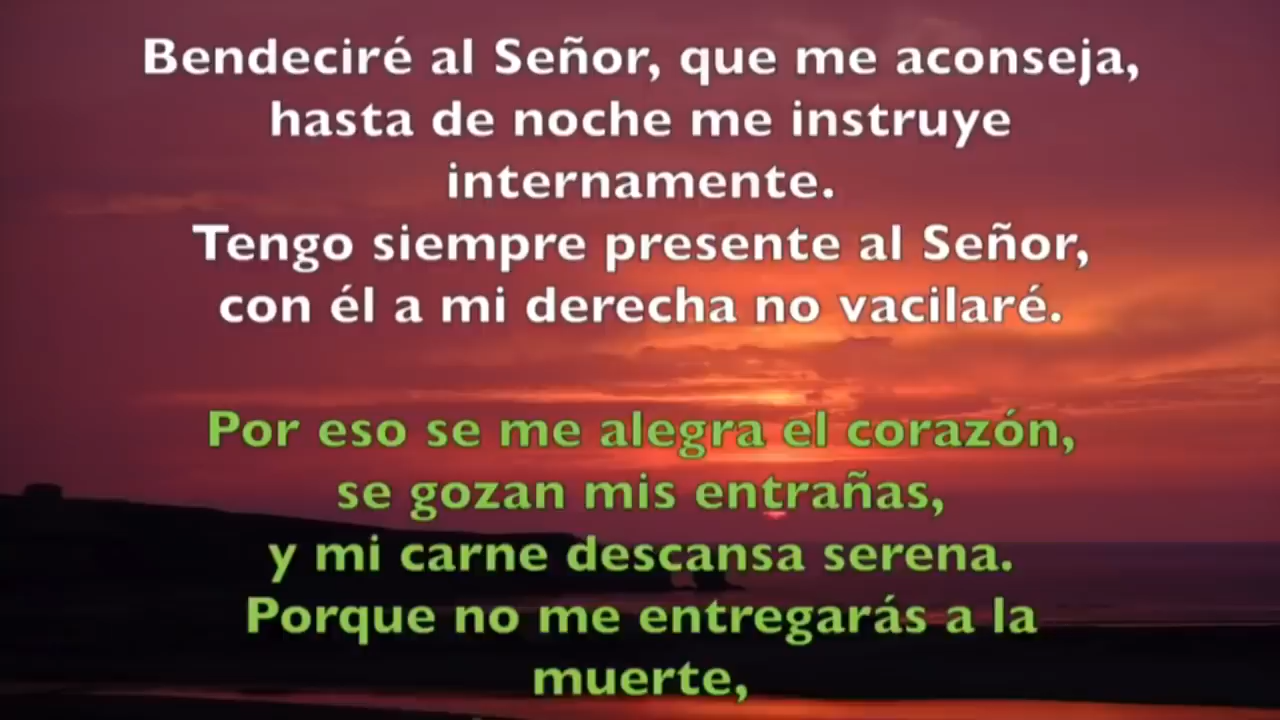 Bendeciré al Señor, que me aconseja,
hasta de noche me instruye
internamente.
Tengo siempre presente al Señor,
con él a mi derecha no vacilaré.
Por eso se me alegra el corazón,
se gozan mis entrañas,
y mi carne descansa serena.
Porque no me entregarás a la
muerte,